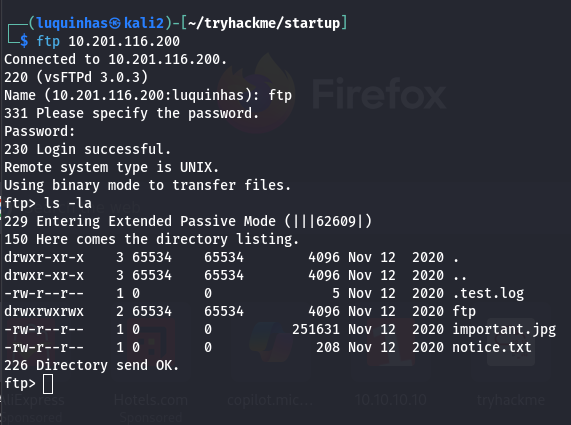 ┌──(luquinhas㉿kali2)-[~/tryhackme/startup]
└─$ ftp 10.201.116.200
Connected to 10.201.116.200.
220 (vsFTPd 3.0.3)
Name (10.201.116.200:luquinhas): ftp
331 Please specify the password.
Password:
230 Login successful.
Remote system type is UNIX.
Using binary mode to transfer files.
ftp> ls -la
229 Entering Extended Passive Mode (|||62609|)
150 Here comes the directory listing.
drwxr-xr-x    3 65534    65534        4096 Nov 12  2020 .
drwxr-xr-x    3 65534    65534        4096 Nov 12  2020 ..
-rw-r--r--    1 0        0               5 Nov 12  2020 .test.log
drwxrwxrwx    2 65534    65534        4096 Nov 12  2020 ftp
-rw-r--r--    1 0        0          251631 Nov 12  2020 important.jpg
-rw-r--r--    1 0        0             208 Nov 12  2020 notice.txt
226 Directory send OK.
ftp>
Firefox
AliExpress Hotels.com copilot.mic... 10.10.10.10 tryhackme
Sponsored Sponsored